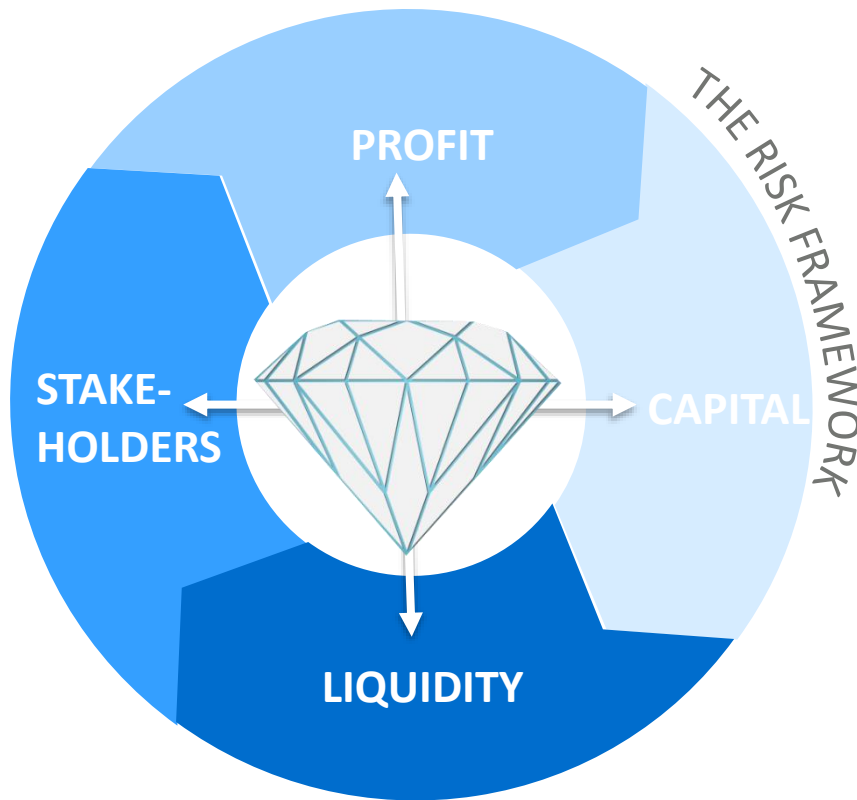 PROFIT
THE RISK FRAMEWORK
STAKE-
HOLDERS
CAPITAL
LIQUIDITY